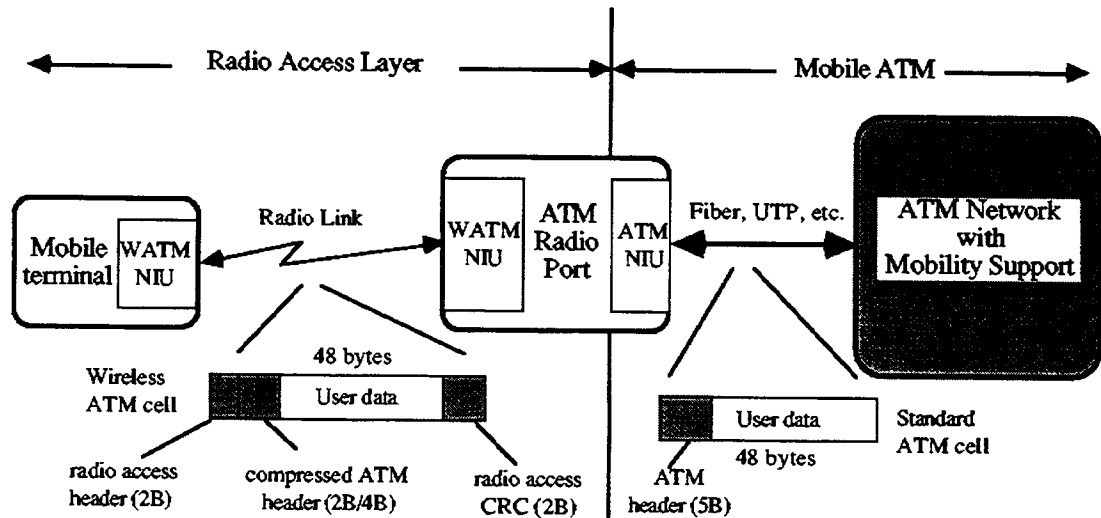 Radio Access Layer
Mobile ATM
Mobile
terminal
WATM
NIU
Radio Link
WATM
NIU
ATM
Radio
Port
ATM
NIU
Fiber, UTP, etc.
ATM Network
with
Mobility Support
48 bytes
Wireless
ATM cell
User data
radio access
header (2B)
compressed ATM
header (2B/4B)
radio access
CRC (2B)
User data
48 bytes
Standard
ATM cell
ATM
header (5B)